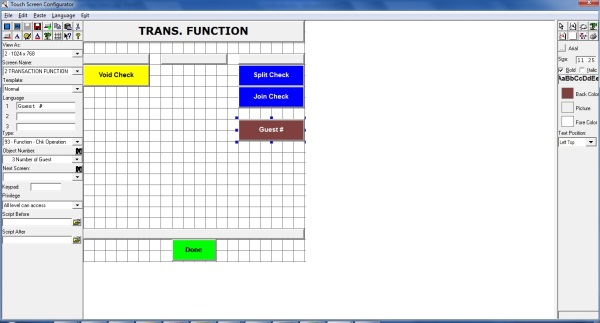 Touch Screen Configurator
File Edit Paste Language Exit
View As:
2 - 1024 x 768
Screen Name:
2 TRANSACTION FUNCTION
Template:
Normal
Language
1 Guest #
2
3
Type:
93 - Function - Chk Operation
Object Number:
3 Number of Guest
Next Screen:
Keypad
Privilege
All level can access
Script Before
Script After
TRANS. FUNCTION
Void Check
Split Check
Join Check
Guest #
Done
Arial
Size: 11 25
Bold Italic
AaBbCcDdEe
Back Color
Picture
Fore Color
Text Position:
Left Top